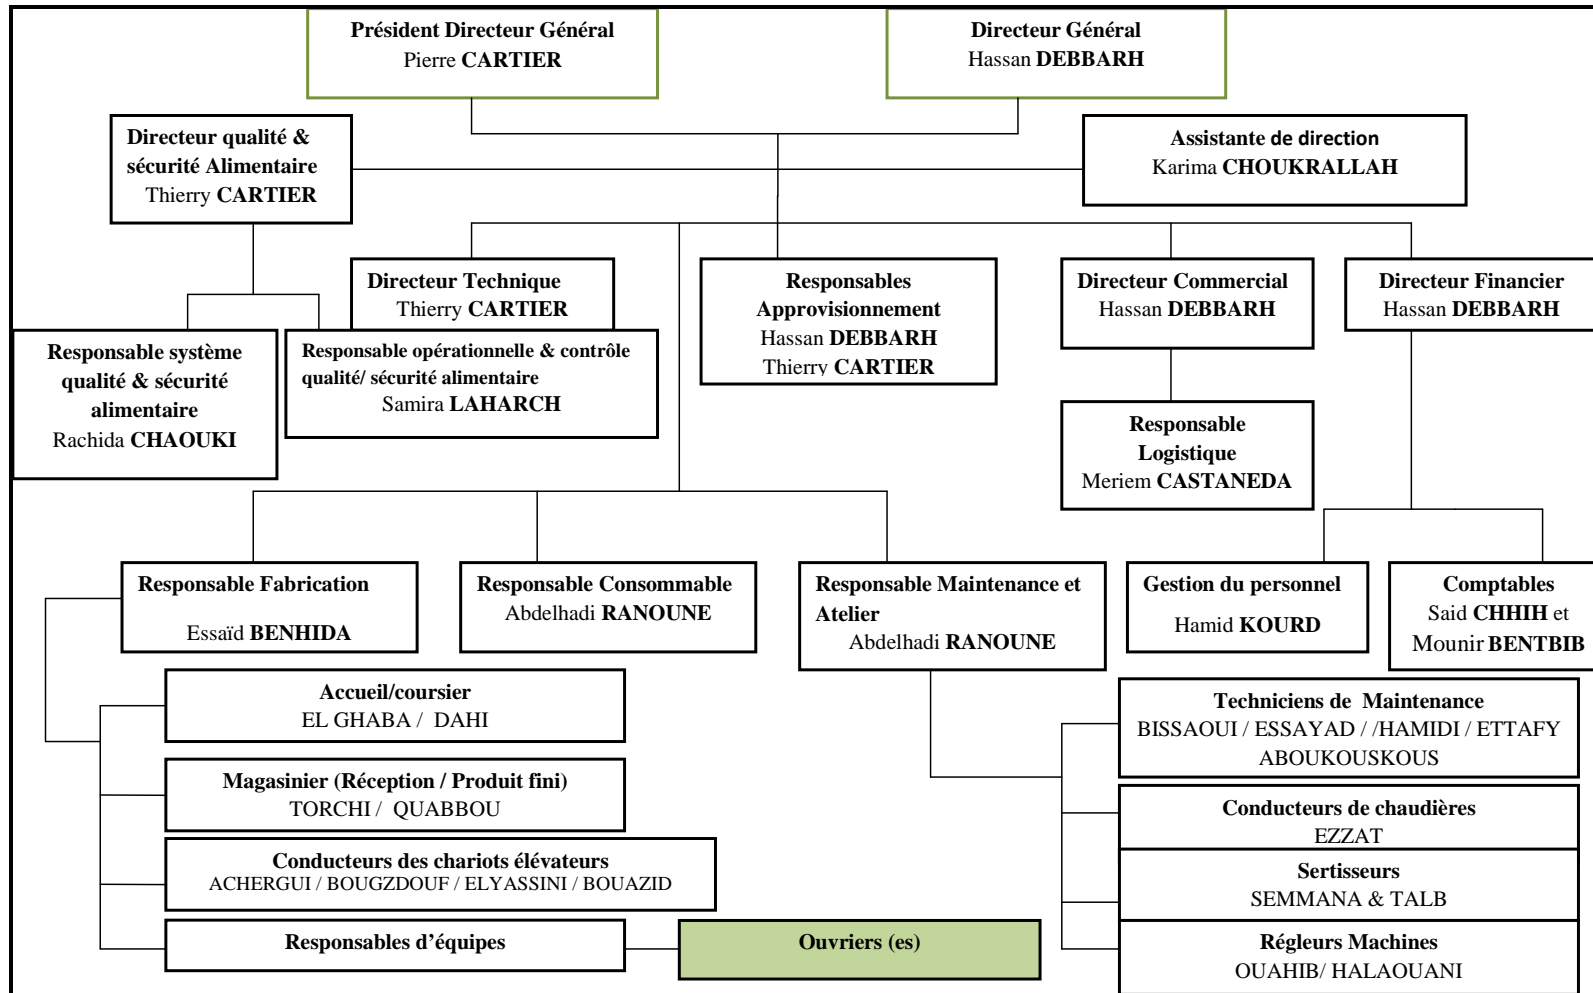 Président Directeur Général
Pierre CARTIER
Directeur Général
Hassan DEBBARH
Directeur qualité &
sécurité Alimentaire
Thierry CARTIER
Assistante de direction
Karima CHOUKRALLAH
Directeur Technique
Thierry CARTIER
Responsables
Approvisionnement
Hassan DEBBARH
Thierry CARTIER
Directeur Commercial
Hassan DEBBARH
Directeur Financier
Hassan DEBBARH
Responsable système
qualité & sécurité
alimentaire
Rachida CHAOUKI
Responsable opérationnelle & contrôle
qualité/ sécurité alimentaire
Samira LAHARCH
Responsable
Logistique
Meriem CASTANEDA
Responsable Fabrication
Essaïd BENHIDA
Responsable Consommable
Abdelhadi RANOUNE
Responsable Maintenance et
Atelier
Abdelhadi RANOUNE
Gestion du personnel
Hamid KOURD
Comptables
Said CHHIH et
Mounir BENTBIB
Accueil/coursier
EL GHABA / DAHI
Magasinier (Réception / Produit fini)
TORCHI / QUABBOU
Conducteurs des chariots élévateurs
ACHERGUI / BOUGZDOUF / ELYASSINI / BOUAZID
Responsables d’équipes
Ouvriers (es)
Techniciens de Maintenance
BISSAOUI / ESSAYAD / /HAMIDI / ETTAFY
ABOUKOUSKOUS
Conducteurs de chaudières
EZZAT
Sertisseurs
SEMMANA & TALB
Régleurs Machines
OUAHIB/ HALAOUANI